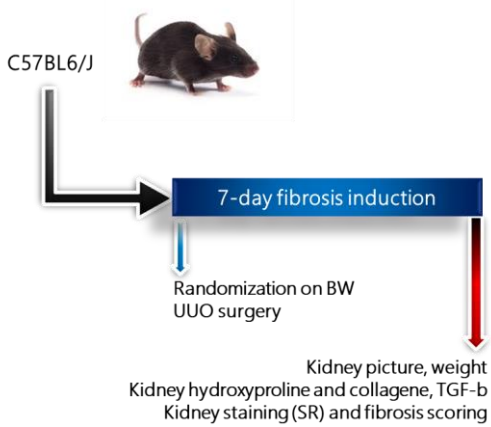 C57BL6/J
7-day fibrosis induction
Randomization on BW
UUO surgery
Kidney picture, weight
Kidney hydroxyproline and collagene, TGF-b
Kidney staining (SR) and fibrosis scoring